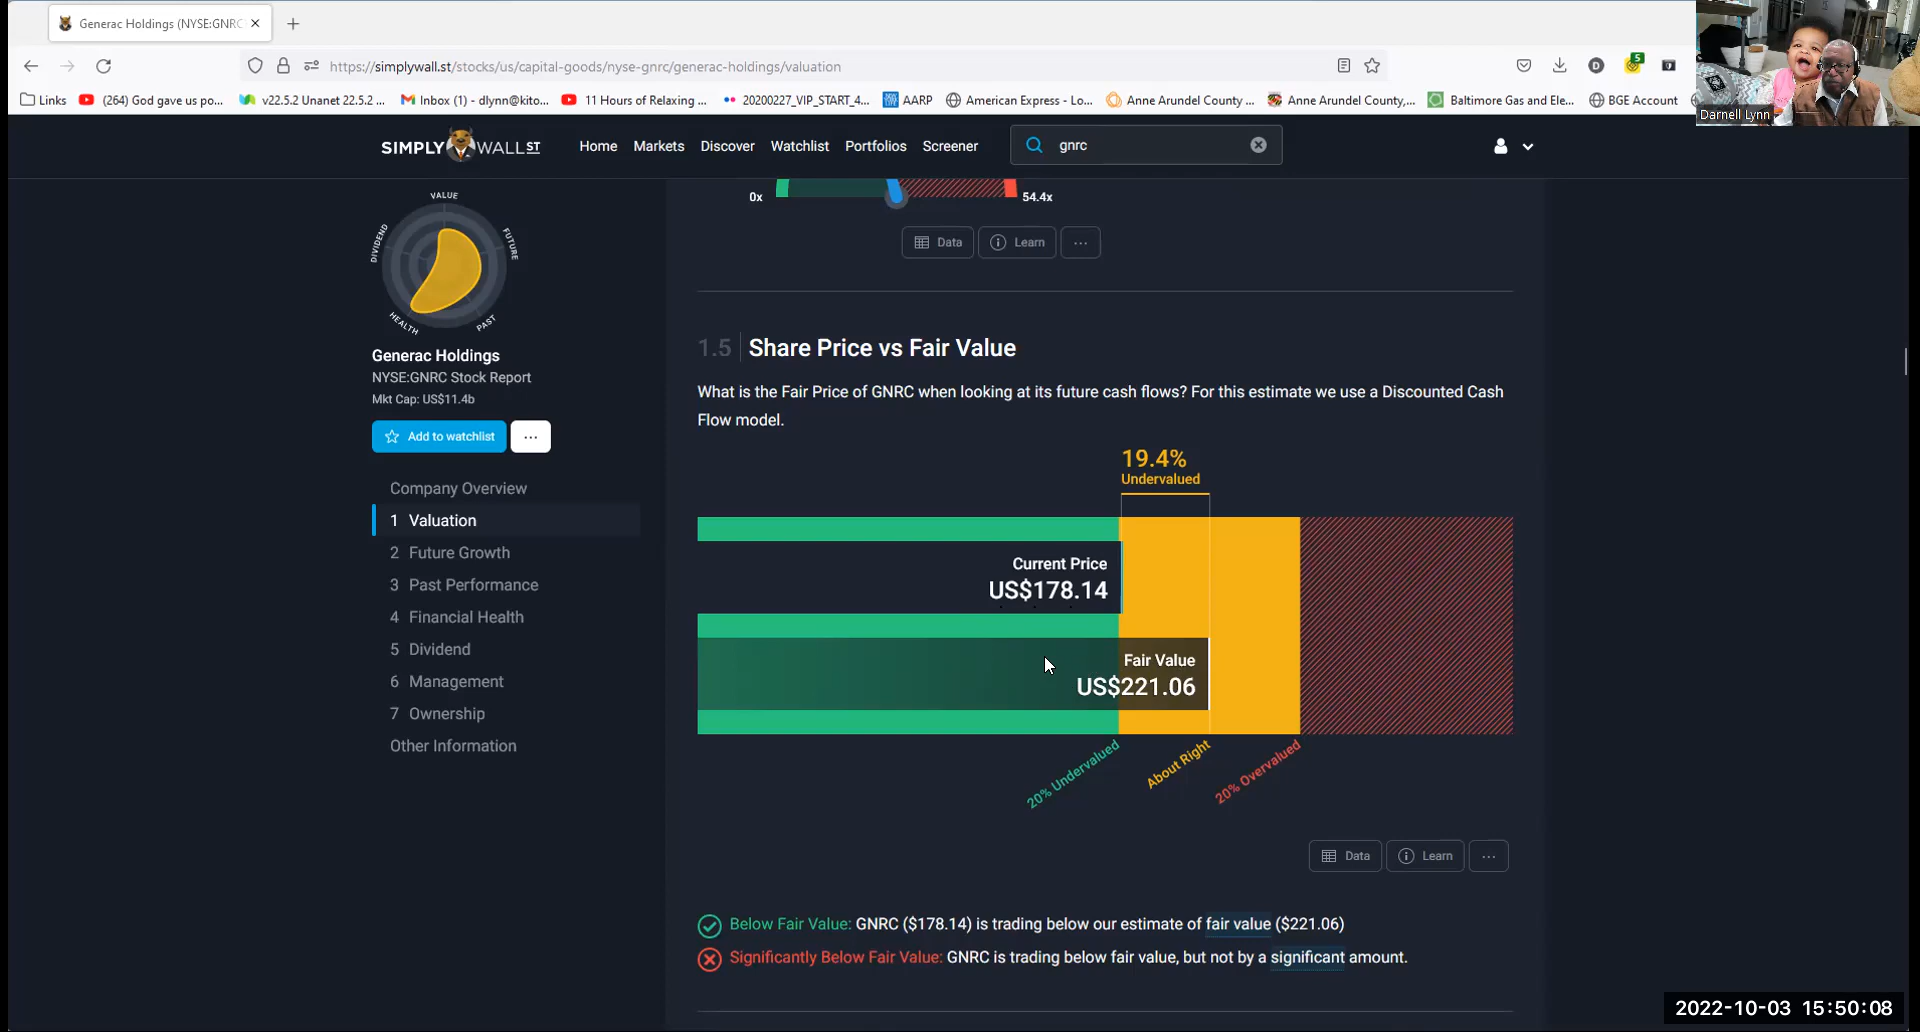 Generac Holdings (NYSE:GNRC
https://simplywall.st/stocks/us/capital-goods/nyse-gnrc/generac-holdings/valuation
D
5
Links
(264) God gave us po...
v22.5.2 Unanet 22.5.2 ...
Inbox (1) - dlynn@kito...
11 Hours of Relaxing ...
20200227_VIP_START_4...
AARP
American Express - Lo...
Anne Arundel County ...
Anne Arundel County,...
Baltimore Gas and Ele...
BGE Account
Darnell Lynn
SIMPLY WALL ST
Home
Markets
Discover
Watchlist
Portfolios
Screener
gnrc
VALUE
FUTURE
PAST
HEALTH
DIVIDEND
Generac Holdings
NYSE:GNRC Stock Report
Mkt Cap: US$11.4b
Add to watchlist
...
Company Overview
1 Valuation
2 Future Growth
3 Past Performance
4 Financial Health
5 Dividend
6 Management
7 Ownership
Other Information
0x
54.4x
Data
Learn
...
1.5 Share Price vs Fair Value
What is the Fair Price of GNRC when looking at its future cash flows? For this estimate we use a Discounted Cash
Flow model.
19.4%
Undervalued
Current Price
US$178.14
Fair Value
US$221.06
20% Undervalued
About Right
20% Overvalued
Data
Learn
...
Below Fair Value: GNRC ($178.14) is trading below our estimate of fair value ($221.06)
Significantly Below Fair Value: GNRC is trading below fair value, but not by a significant amount.
2022-10-03 15:50:08